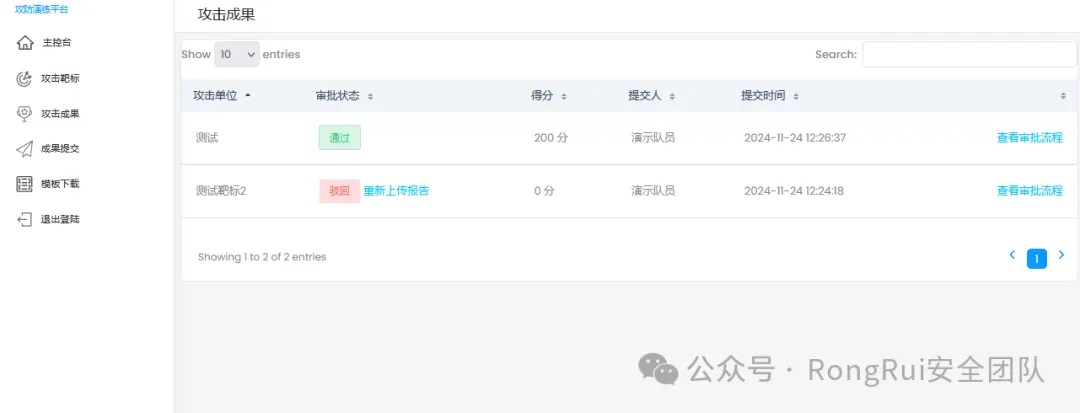 攻防演练平台
主控台
攻击靶标
攻击成果
成果提交
模板下载
退出登陆
攻击成果
Show 10 entries Search:
攻击单位 审批状态 得分 提交人 提交时间
测试 通过 200 分 演示队员 2024-11-24 12:26:37 查看审批流程
测试靶标2 驳回 重新上传报告 0 分 演示队员 2024-11-24 12:24:18 查看审批流程
Showing 1 to 2 of 2 entries 1
公众号 · RongRui安全团队